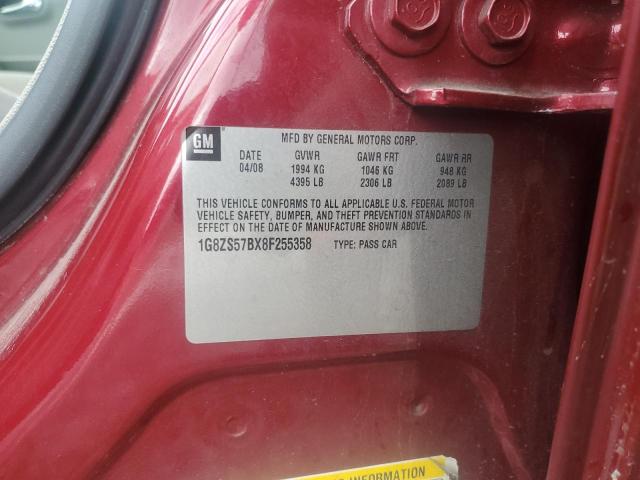 GM
MFD BY GENERAL MOTORS CORP.
DATE GVWR GAWR FRT GAWR RR
04/08 1994 KG 1046 KG 948 KG
4395 LB 2306 LB 2089 LB
THIS VEHICLE CONFORMS TO ALL APPLICABLE U.S. FEDERAL MOTOR
VEHICLE SAFETY, BUMPER, AND THEFT PREVENTION STANDARDS IN
EFFECT ON THE DATE OF MANUFACTURE SHOWN ABOVE.
1G8ZS57BX8F255358 TYPE: PASS CAR
INFORMATION